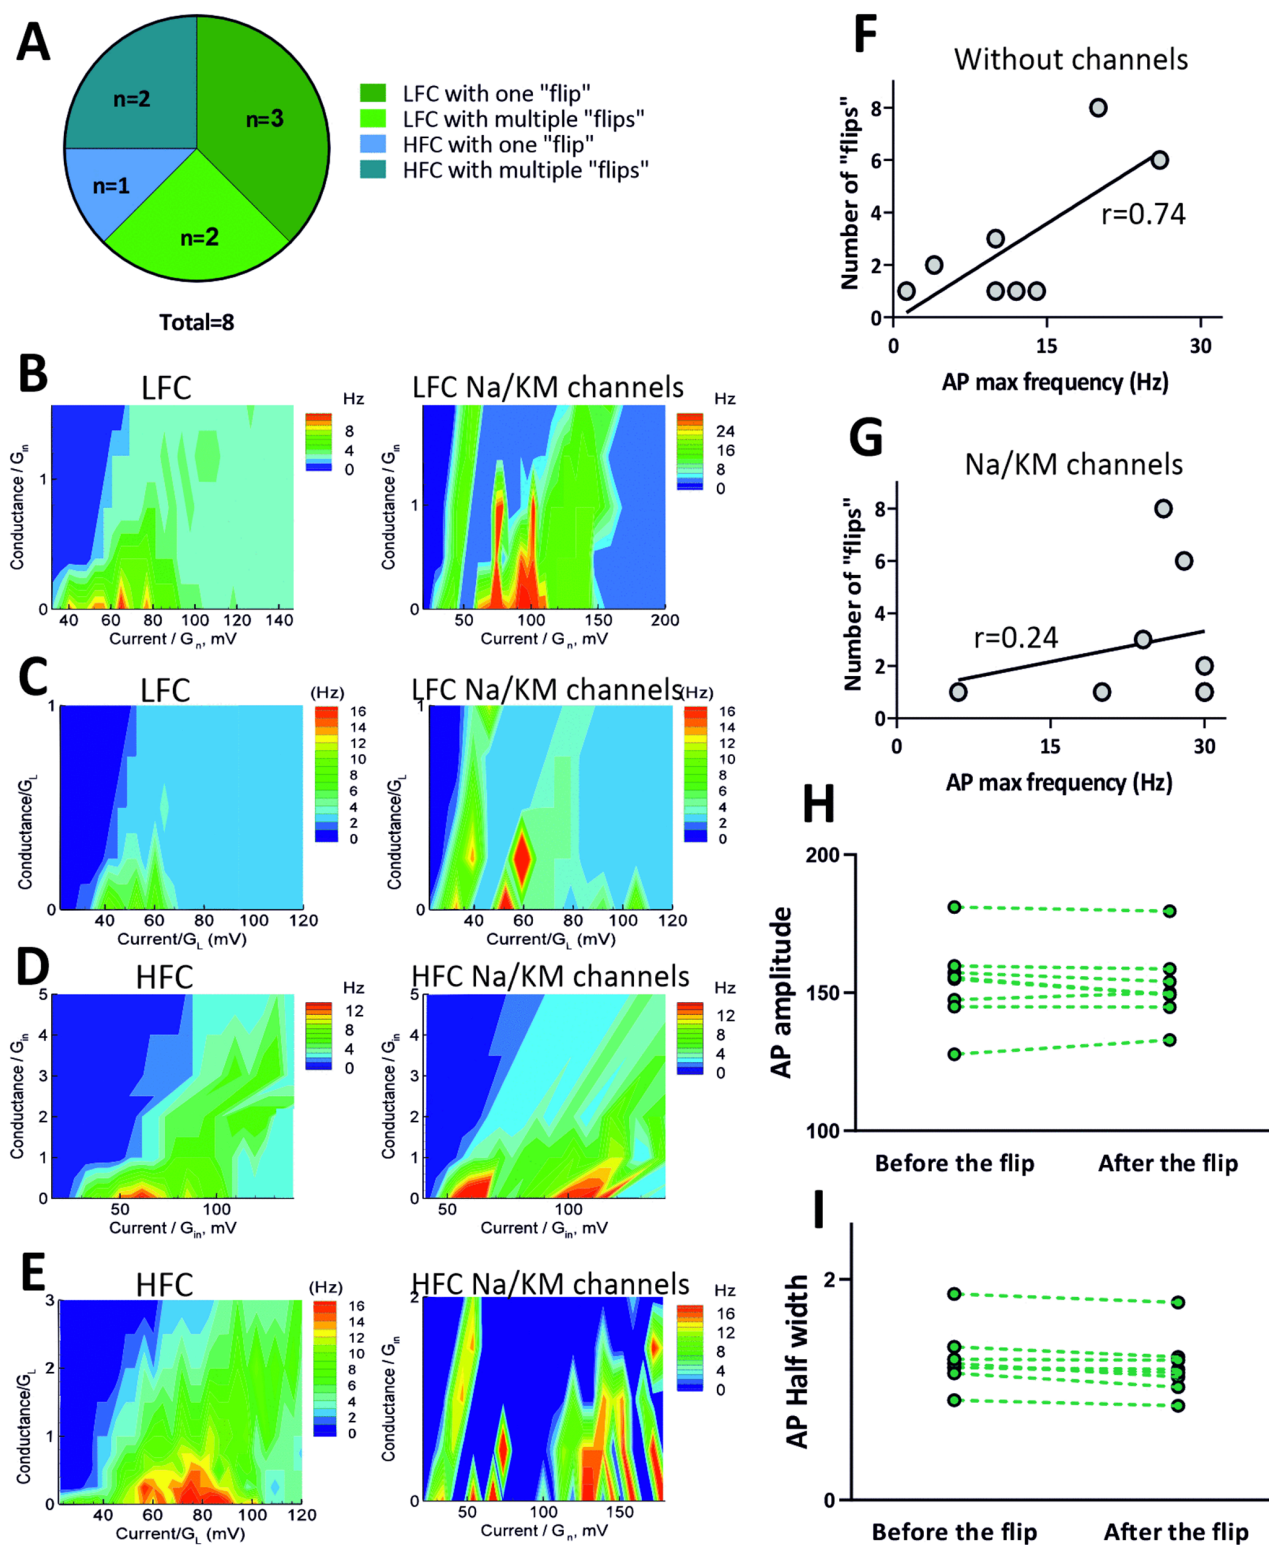 A
n=2
n=3
n=1
n=2
Total=8
LFC with one "flip"
LFC with multiple "flips"
HFC with one "flip"
HFC with multiple "flips"
B
LFC
Hz
8
4
0
Conductance / Gin
1
0
40 60 80 100 120 140
Current / Gn, mV
LFC Na/KM channels
Hz
24
16
8
0
Conductance / Gin
1
0
50 100 150 200
Current / Gn, mV
C
LFC
(Hz)
16
14
12
10
8
6
4
2
0
Conductance/GL
1
0
40 60 80 120
Current/GL (mV)
LFC Na/KM channels
(Hz)
16
14
12
10
8
6
4
2
0
Conductance/GL
1
0
40 60 80 100 120
Current/GL (mV)
D
HFC
Hz
12
8
4
0
Conductance / Gin
5
4
3
2
1
0
50 100
Current / Gin, mV
HFC Na/KM channels
Hz
12
8
4
0
Conductance / Gin
5
4
3
2
1
0
50 100
Current / Gin, mV
E
HFC
(Hz)
16
14
12
10
8
6
4
2
0
Conductance/GL
3
2
1
0
40 60 80 100 120
Current/GL (mV)
HFC Na/KM channels
Hz
16
12
8
4
0
Conductance / Gin
2
1
0
50 100 150
Current / Gn, mV
F
Without channels
Number of "flips"
8
6
4
2
0
r=0.74
0 15 30
AP max frequency (Hz)
G
Na/KM channels
Number of "flips"
8
6
4
2
0
r=0.24
0 15 30
AP max frequency (Hz)
H
AP amplitude
200
150
100
Before the flip After the flip
I
AP Half width
2
1
0
Before the flip After the flip